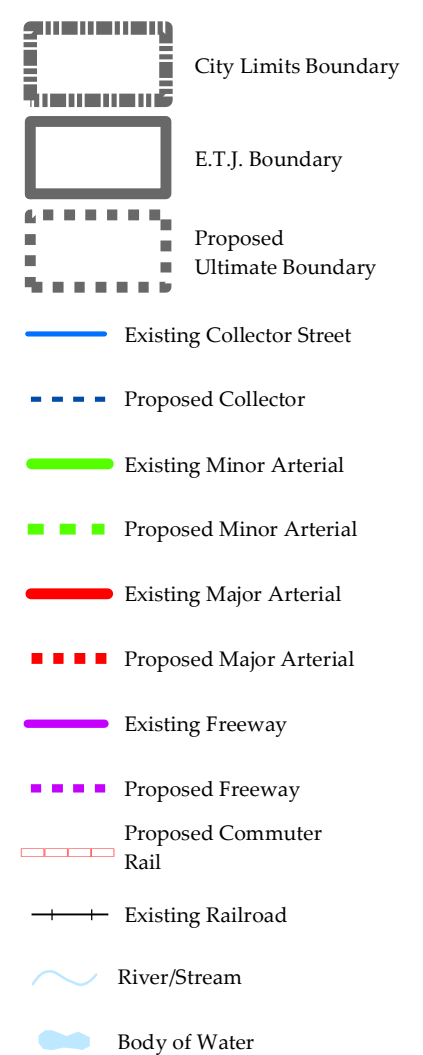 City Limits Boundary
E.T.J. Boundary
Proposed
Ultimate Boundary
Existing Collector Street
Proposed Collector
Existing Minor Arterial
Proposed Minor Arterial
Existing Major Arterial
Proposed Major Arterial
Existing Freeway
Proposed Freeway
Proposed Commuter
Rail
Existing Railroad
River/Stream
Body of Water